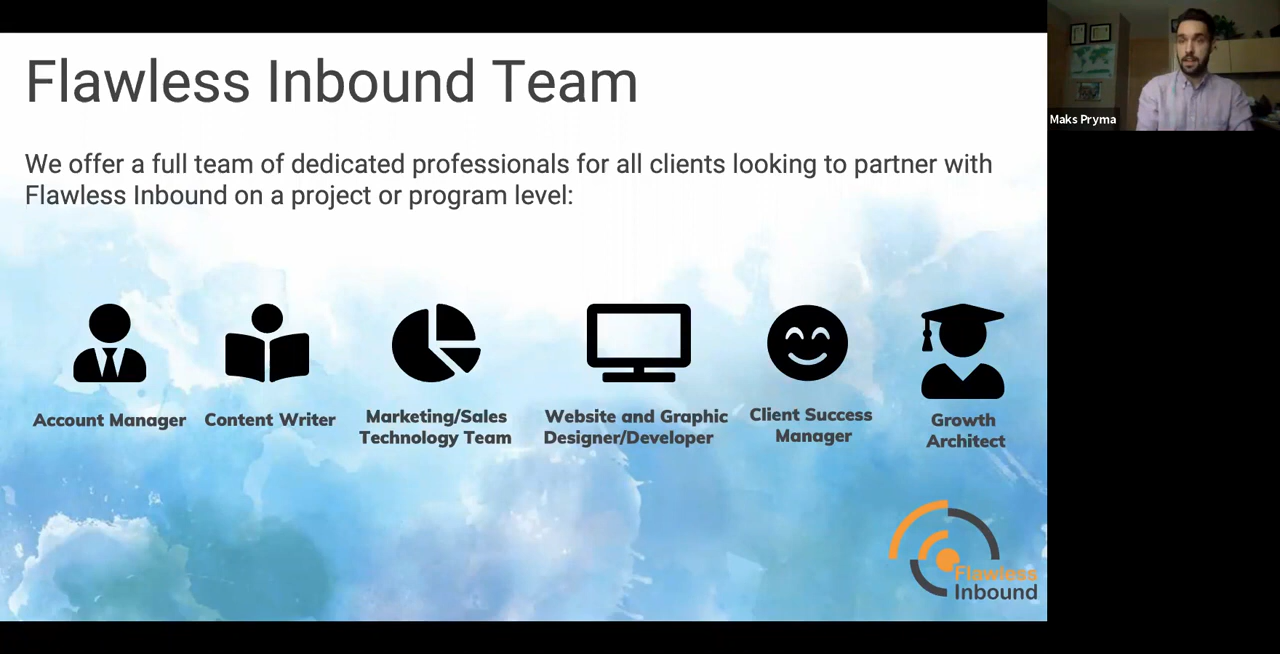 Flawless Inbound Team
We offer a full team of dedicated professionals for all clients looking to partner with
Flawless Inbound on a project or program level:
Account Manager
Content Writer
Marketing/Sales
Technology Team
Website and Graphic
Designer/Developer
Client Success
Manager
Growth
Architect
Flawless
Inbound
Maks Pryma